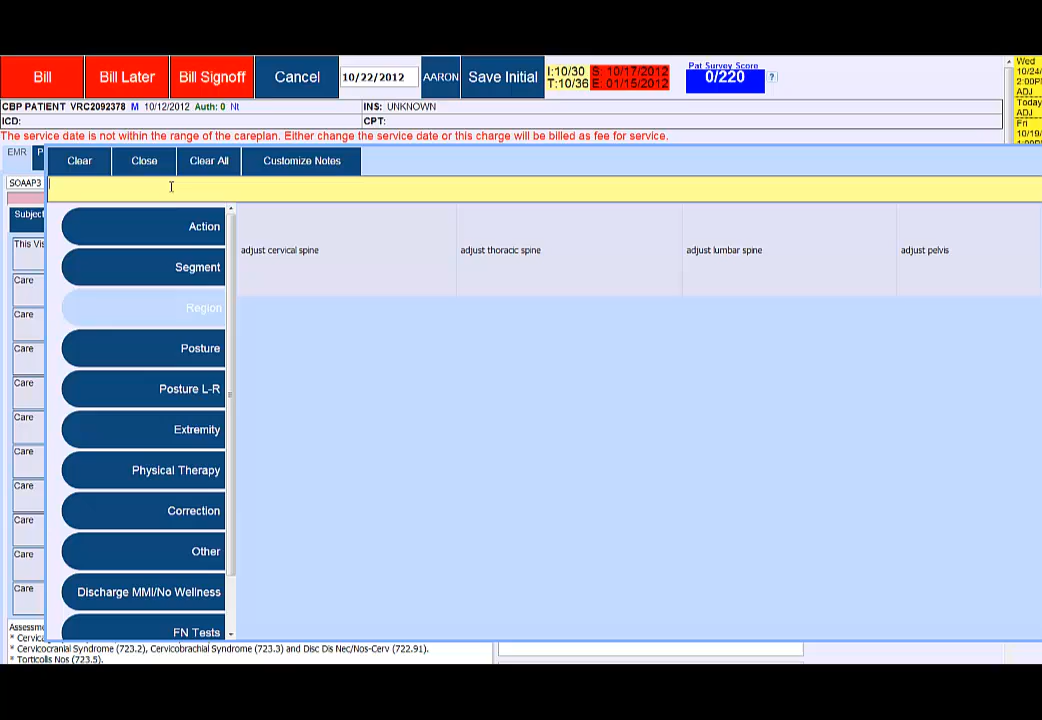 Bill
Bill Later
Bill Signoff
Cancel
10/22/2012
AARON
Save Initial
I:10/30
T:10/36
S: 10/17/2012
E: 01/15/2012
Pat Survey Score
0/220
?
Wed
10/24/
2:00P
ADJ
Today
ADJ
Fri
10/19/
CBP PATIENT VRC2092378 M 10/12/2012 Auth: 0 Nt
INS: UNKNOWN
ICD:
CPT:
The service date is not within the range of the careplan. Either change the service date or this charge will be billed as fee for service.
EMR
P
Clear
Close
Clear All
Customize Notes
SOAAP3
Subjec
This Vis
Care
Care
Care
Care
Care
Care
Care
Care
Care
Care
Action
Segment
Region
Posture
Posture L-R
Extremity
Physical Therapy
Correction
Other
Discharge MMI/No Wellness
FN Tests
adjust cervical spine
adjust thoracic spine
adjust lumbar spine
adjust pelvis
Assessm
* Cervic
* Cervicocranial Syndrome (723.2), Cervicobrachial Syndrome (723.3) and Disc Dis Nec/Nos-Cerv (722.91).
* Torticolis Nos (723.5).